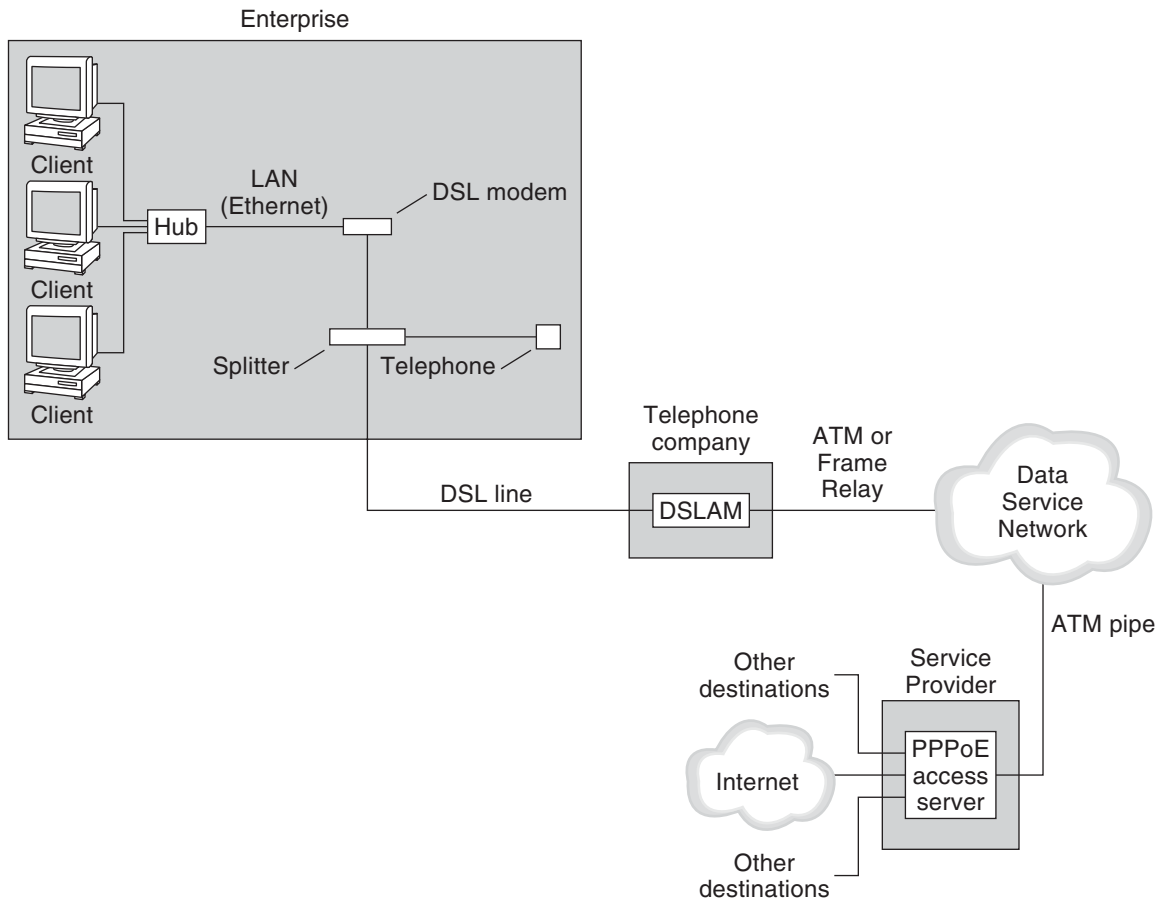 Enterprise
Client
LAN
(Ethernet)
DSL modem
Hub
Client
Splitter
Telephone
Client
Telephone
company
ATM or
Frame
Relay
Data
Service
Network
DSL line
DSLAM
ATM pipe
Other
destinations
Service
Provider
PPPoE
access
server
Internet
Other
destinations